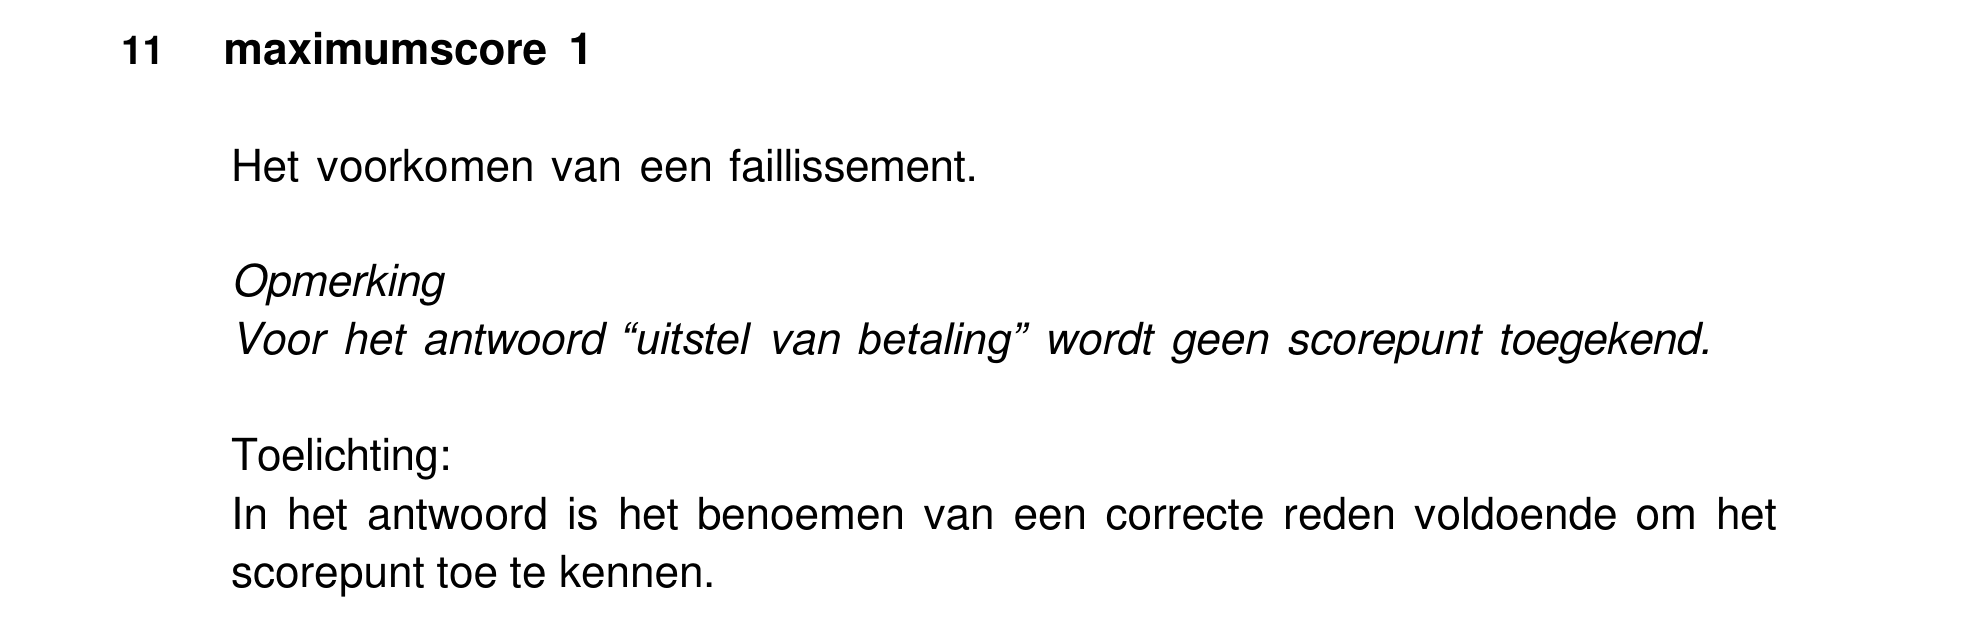 11 maximumscore 1
Het voorkomen van een faillissement.
Opmerking
Voor het antwoord “uitstel van betaling” wordt geen scorepunt toegekend.
Toelichting:
In het antwoord is het benoemen van een correcte reden voldoende om het
scorepunt toe te kennen.